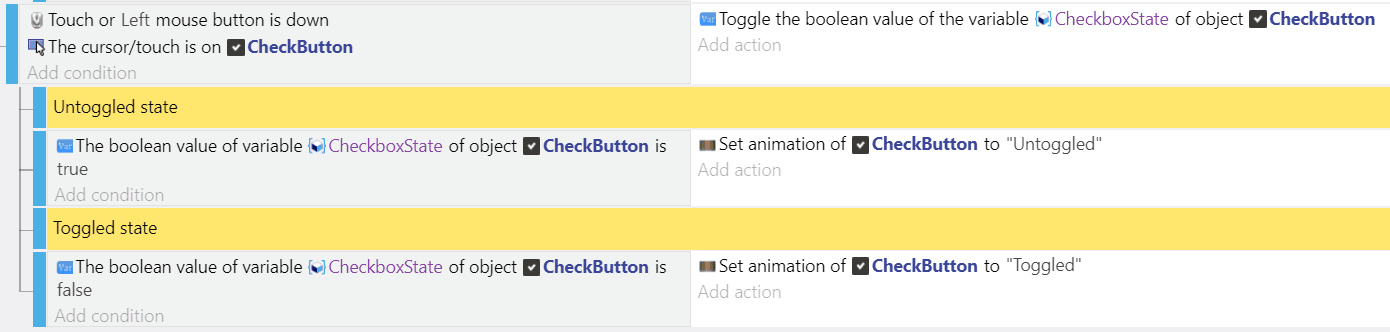 Touch or Left mouse button is down
Toggle the boolean value of the variable CheckboxState of object CheckButton
The cursor/touch is on CheckButton
Add action
Add condition
Untoggled state
Var The boolean value of variable CheckboxState of object CheckButton is
true
Set animation of CheckButton to "Untoggled"
Add action
Add condition
Toggled state
Var The boolean value of variable CheckboxState of object CheckButton is
false
Set animation of CheckButton to "Toggled"
Add action
Add condition